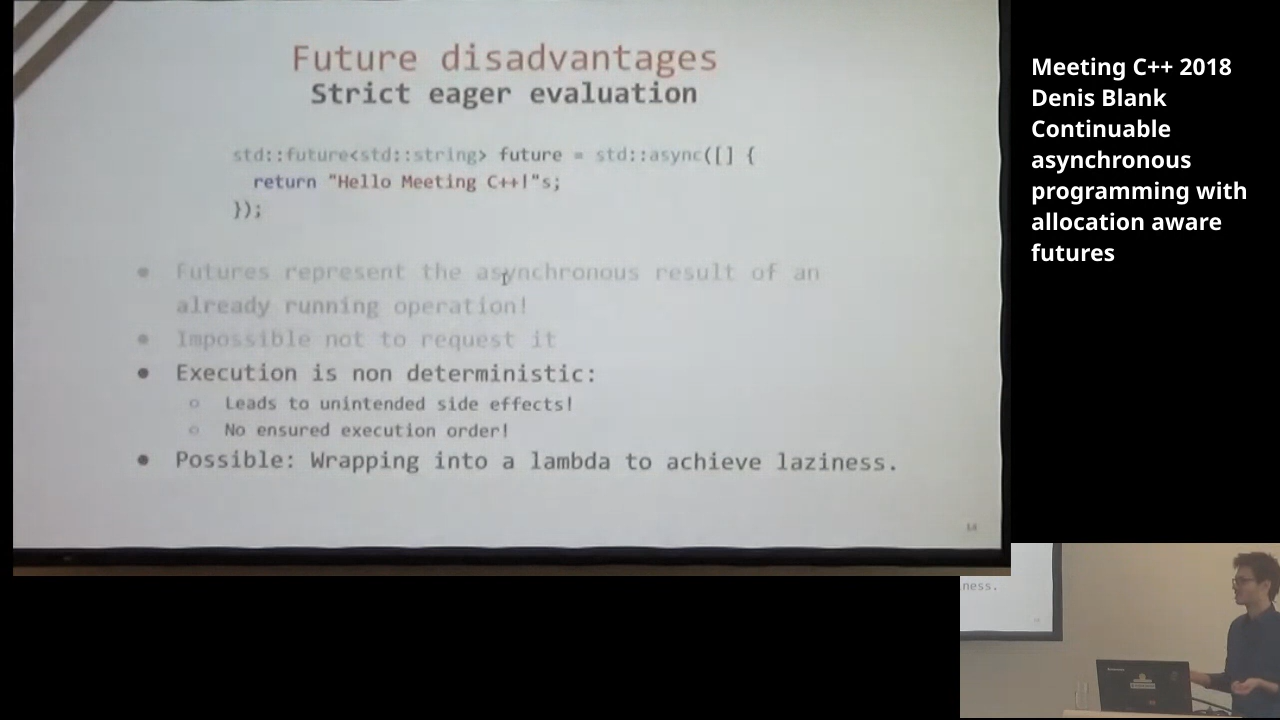 Future disadvantages
Strict eager evaluation
std::future<std::string> future = std::async([] {
return "Hello Meeting C++!"s;
});
● Futures represent the asynchronous result of an
already running operation!
● Impossible not to request it
● Execution is non deterministic:
○ Leads to unintended side effects!
○ No ensured execution order!
● Possible: Wrapping into a lambda to achieve laziness.
14
Meeting C++ 2018
Denis Blank
Continuable
asynchronous
programming with
allocation aware
futures
ness.